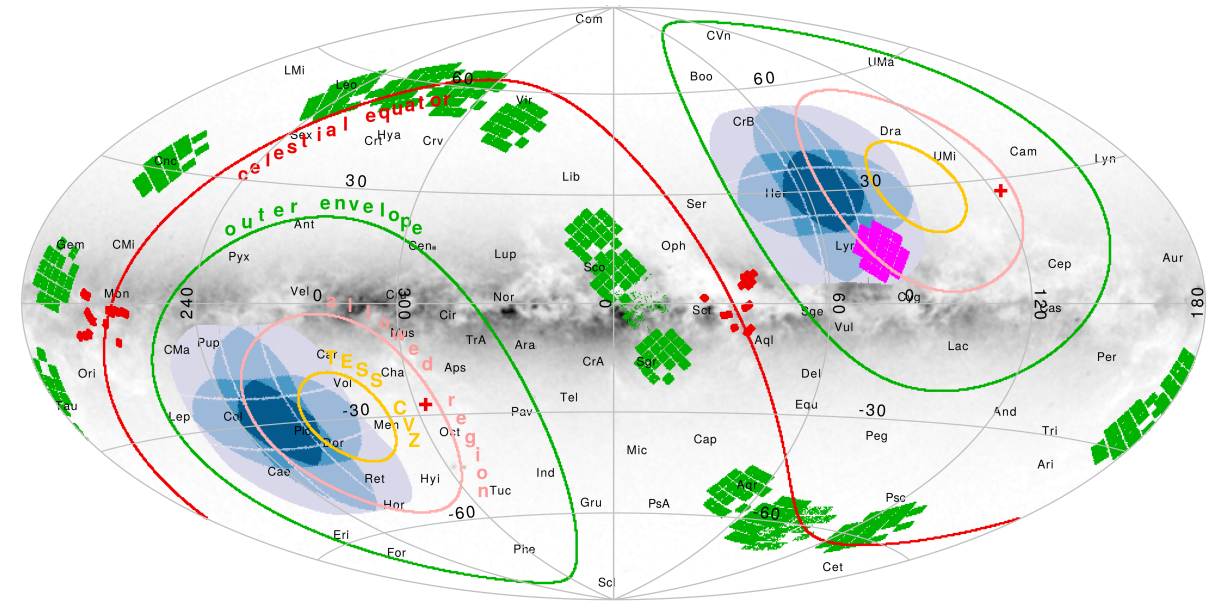 Com
CVn
UMa
LMi
Leo
60
Boo
60
Vir
celestial equator
CrB
Dra
Sex
Hya
Crt
Crv
Cam
UMi
Lyn
Cnc
Lib
30
30
Her
Ser
outer envelope
Ant
Gem
CMi
Cen
Oph
Lyr
Pyx
Lup
Cep
Aur
Sco
Mon
240
Vel
0
Cru
300
Nor
0
Cyg
0
120
Cas
180
allowed region
Cir
Sct
Sge
60
Mus
Vul
CMa
Pup
TrA
Ara
Aql
Lac
Car
TESS CVZ
CrA
Sgr
Per
Ori
Vol
Cha
Aps
Del
Tau
Lep
Col
-30
Pav
Tel
Equ
-30
And
Pic
Men
Oct
Dor
Cap
Peg
Tri
Mic
Cae
Ret
Hyi
Ind
Aqr
Ari
Tuc
Hor
Gru
PsA
Psc
-60
-60
Eri
For
Phe
Cet
Scl